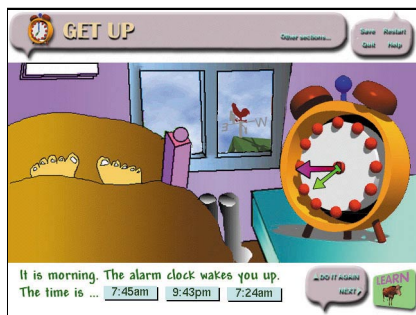 GET UP
Other sections...
Save Restart
Quit Help
E W
It is morning. The alarm clock wakes you up.
The time is ... 7:45am 9:43pm 7:24am
DO IT AGAIN
NEXT
LEARN